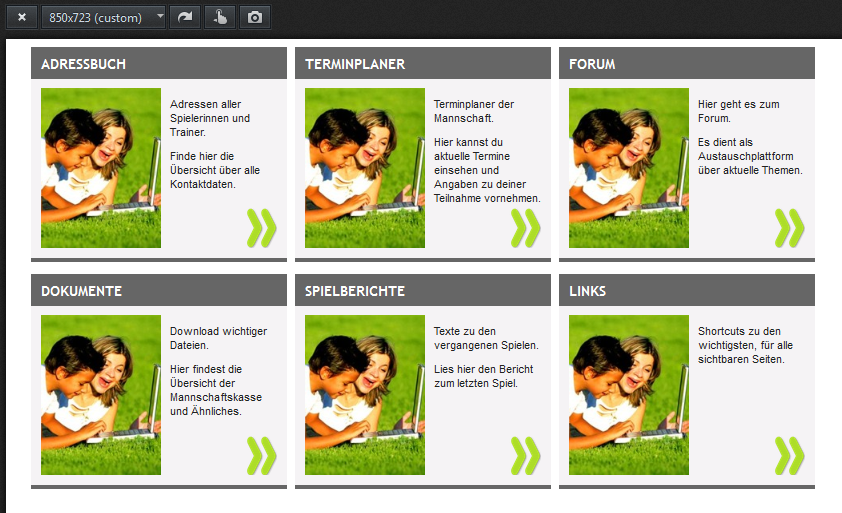 850x723 (custom)
ADRESSBUCH
Adressen aller
Spielerinnen und
Trainer.
Finde hier die
Übersicht über alle
Kontaktdaten.
TERMINPLANER
Terminplaner der
Mannschaft.
Hier kannst du
aktuelle Termine
einsehen und
Angaben zu deiner
Teilnahme vornehmen.
FORUM
Hier geht es zum
Forum.
Es dient als
Austauschplattform
über aktuelle Themen.
DOKUMENTE
Download wichtiger
Dateien.
Hier findest die
Übersicht der
Mannschaftskasse
und Ähnliches.
SPIELBERICHTE
Texte zu den
vergangenen Spielen.
Lies hier den Bericht
zum letzten Spiel.
LINKS
Shortcuts zu den
wichtigsten, für alle
sichtbaren Seiten.